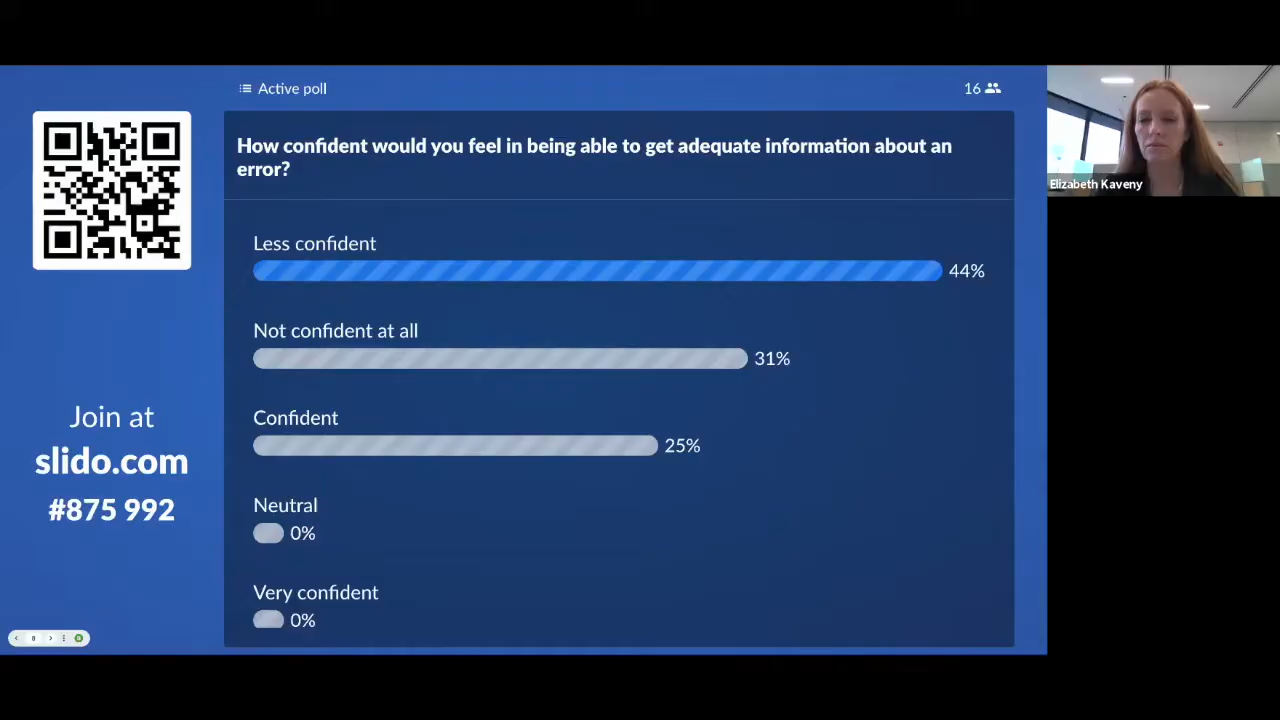 Active poll
16
How confident would you feel in being able to get adequate information about an
error?
Less confident
44%
Not confident at all
31%
Confident
25%
Neutral
0%
Very confident
0%
Join at
slido.com
#875 992
8
Elizabeth Kaveny